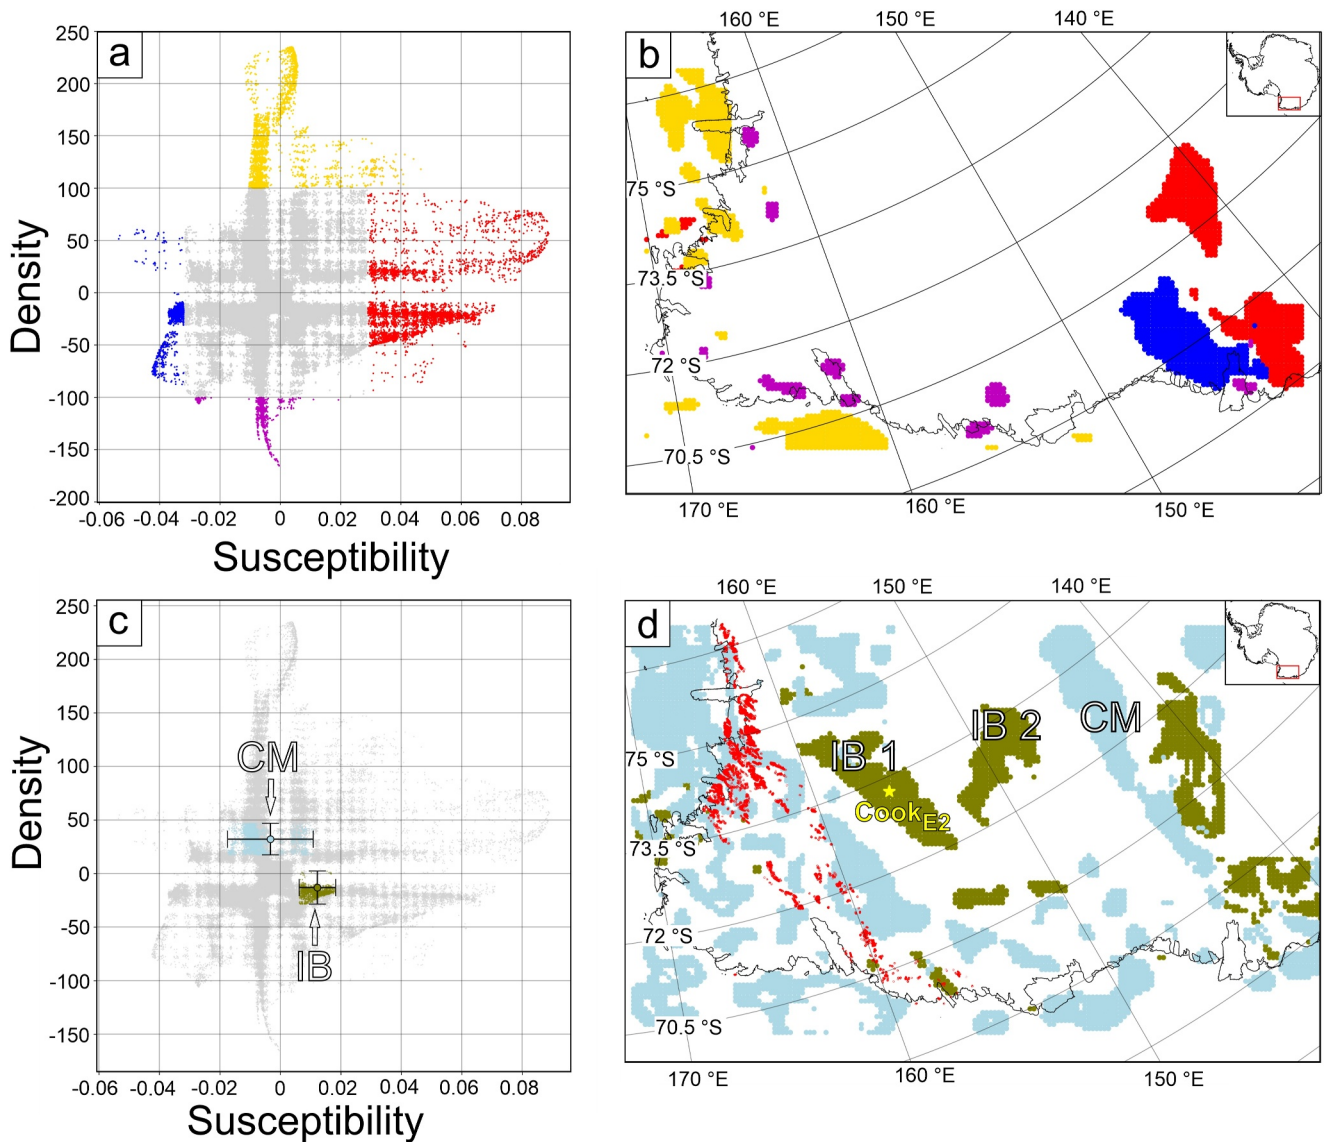 a
250
200
150
100
50
0
-50
-100
-150
-200
-0.06 -0.04 -0.02 0 0.02 0.04 0.06 0.08
Density
Susceptibility
b
160 °E 150 °E 140 °E
75 °S
73.5 °S
72 °S
70.5 °S
170 °E 160 °E 150 °E
c
250
200
150
100
50
0
-50
-100
-150
-0.06 -0.04 -0.02 0 0.02 0.04 0.06 0.08
Density
Susceptibility
CM
IB
d
160 °E 150 °E 140 °E
IB 1
IB 2
CM
CookE2
75 °S
73.5 °S
72 °S
70.5 °S
170 °E 160 °E 150 °E